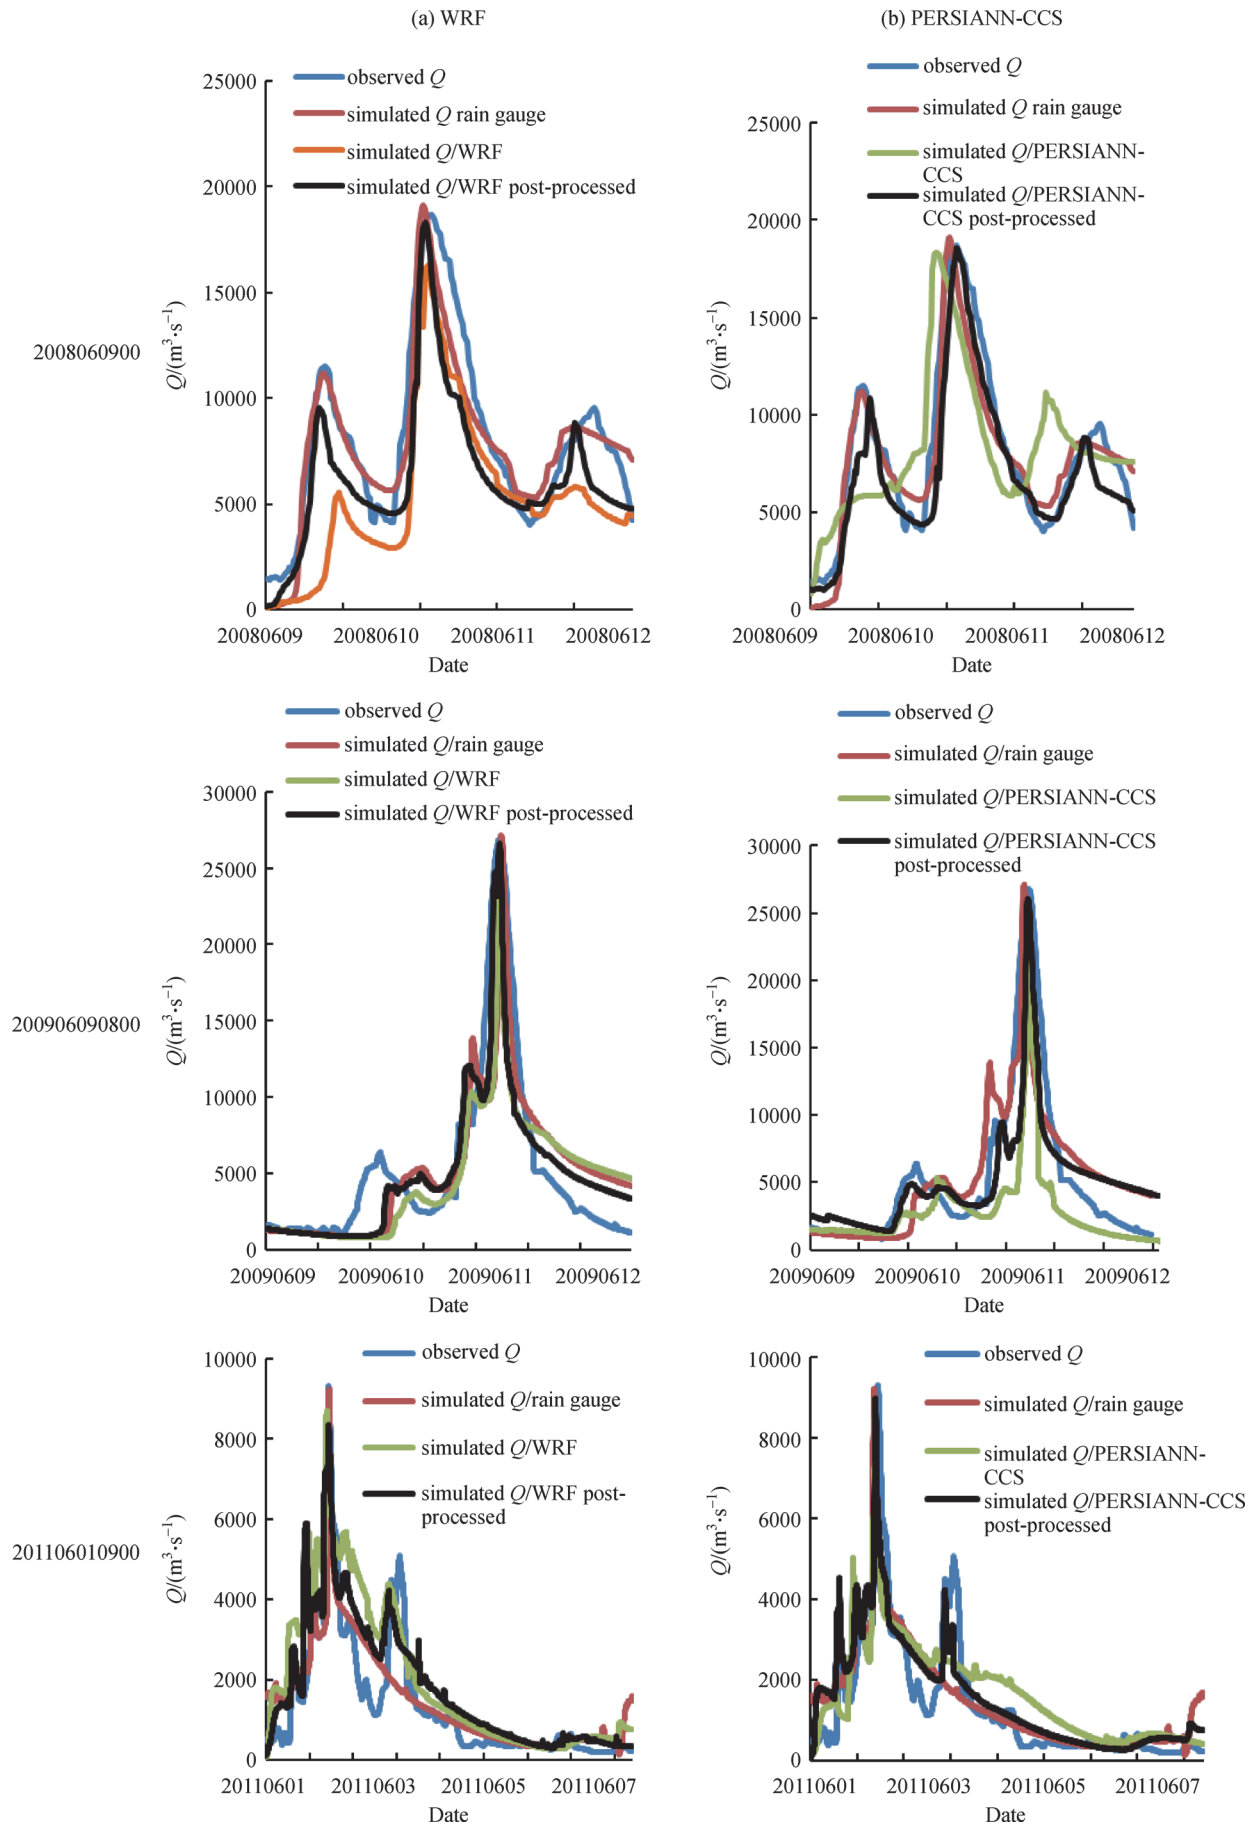 (a) WRF
(b) PERSIANN-CCS
2008060900
25000
20000
15000
10000
5000
0
Q/(m³·s⁻¹)
observed Q
simulated Q rain gauge
simulated Q/WRF
simulated Q/WRF post-processed
20080609
20080610
20080611
20080612
Date
25000
20000
15000
10000
5000
0
Q/(m³·s⁻¹)
observed Q
simulated Q rain gauge
simulated Q/PERSIANN-
CCS
simulated Q/PERSIANN-
CCS post-processed
20080609
20080610
20080611
20080612
Date
200906090800
30000
25000
20000
15000
10000
5000
0
Q/(m³·s⁻¹)
observed Q
simulated Q/rain gauge
simulated Q/WRF
simulated Q/WRF post-processed
20090609
20090610
20090611
20090612
Date
30000
25000
20000
15000
10000
5000
0
Q/(m³·s⁻¹)
observed Q
simulated Q/rain gauge
simulated Q/PERSIANN-CCS
simulated Q/PERSIANN-CCS
post-processed
20090609
20090610
20090611
20090612
Date
201106010900
10000
8000
6000
4000
2000
0
Q/(m³·s⁻¹)
observed Q
simulated Q/rain gauge
simulated Q/WRF
simulated Q/WRF post-
processed
20110601
20110603
20110605
20110607
Date
10000
8000
6000
4000
2000
0
Q/(m³·s⁻¹)
observed Q
simulated Q/rain gauge
simulated Q/PERSIANN-
CCS
simulated Q/PERSIANN-CCS
post-processed
20110601
20110603
20110605
20110607
Date